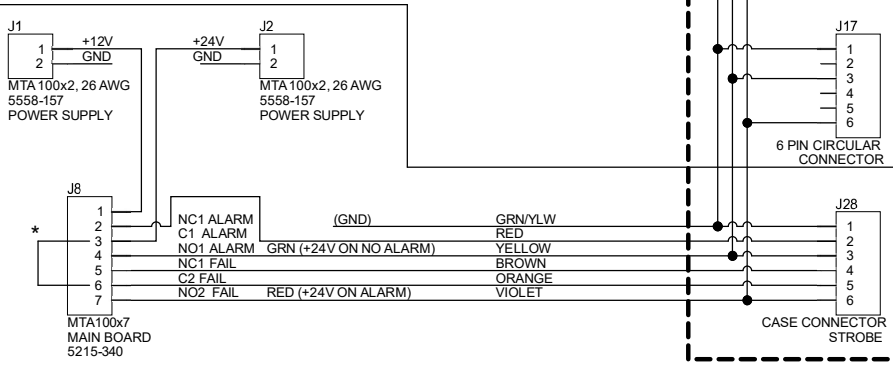 J1
1
2
+12V
GND
MTA 100x2, 26 AWG
5558-157
POWER SUPPLY
J2
+24V
GND
1
2
MTA 100x2, 26 AWG
5558-157
POWER SUPPLY
J17
1
2
3
4
5
6
6 PIN CIRCULAR
CONNECTOR
J8
*
1
2
3
4
5
6
7
MTA100x7
MAIN BOARD
5215-340
NC1 ALARM (GND) GRN/YLW
C1 ALARM RED
NO1 ALARM GRN (+24V ON NO ALARM) YELLOW
NC1 FAIL BROWN
C2 FAIL ORANGE
NO2 FAIL RED (+24V ON ALARM) VIOLET
J28
1
2
3
4
5
6
CASE CONNECTOR
STROBE